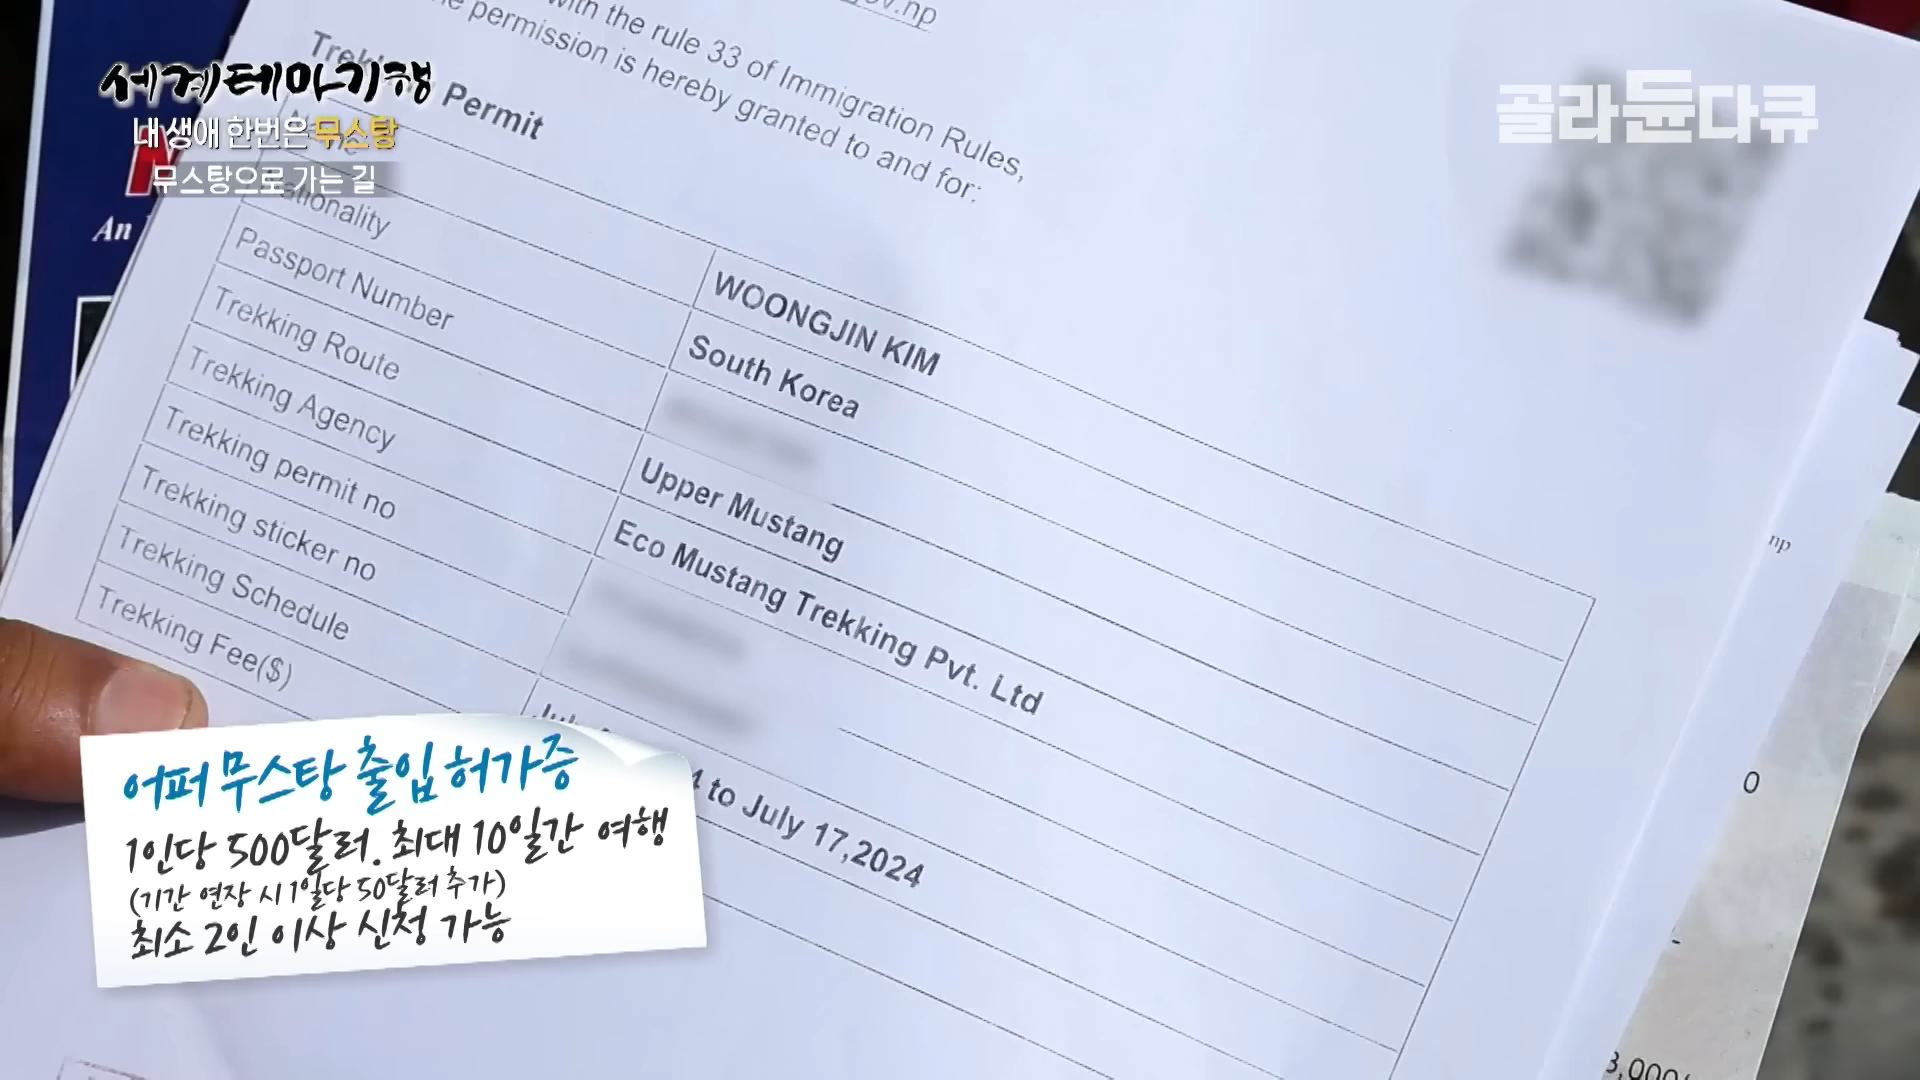 세계테마기행
내 생애 한번은 무스탕
무스탕으로 가는 길
골라듄다큐
with the rule 33 of Immigration Rules,
permission is hereby granted to and for:
Permit
WOONGJIN KIM
Nationality
South Korea
Passport Number
Trekking Route
Upper Mustang
Trekking Agency
Eco Mustang Trekking Pvt. Ltd
Trekking permit no
Trekking sticker no
Trekking Schedule
to July 17,2024
Trekking Fee($)
An
np
0
어퍼 무스탕 출입 허가증
1인당 500달러. 최대 10일간 여행
(기간 연장 시 1일당 50달러 추가)
최소 2인 이상 신청 가능